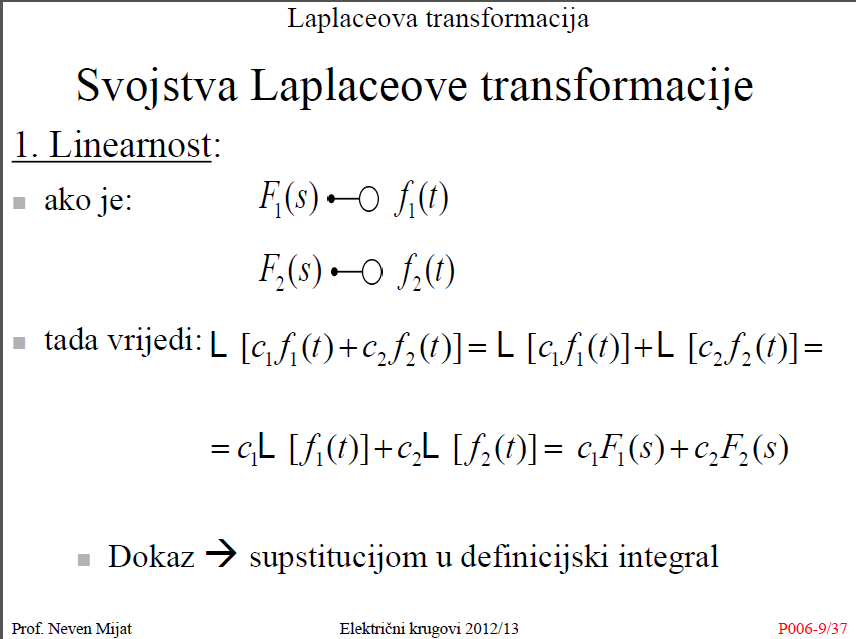 Laplaceova transformacija
Svojstva Laplaceove transformacije
1. Linearnost:
■ ako je: F₁(s) •—○ f₁(t)
F₂(s) •—○ f₂(t)
■ tada vrijedi: L [c₁f₁(t)+c₂f₂(t)]= L [c₁f₁(t)]+L [c₂f₂(t)]=
= c₁L [f₁(t)]+c₂L [f₂(t)]= c₁F₁(s)+c₂F₂(s)
■ Dokaz → supstitucijom u definicijski integral
Prof. Neven Mijat Električni krugovi 2012/13 P006-9/37